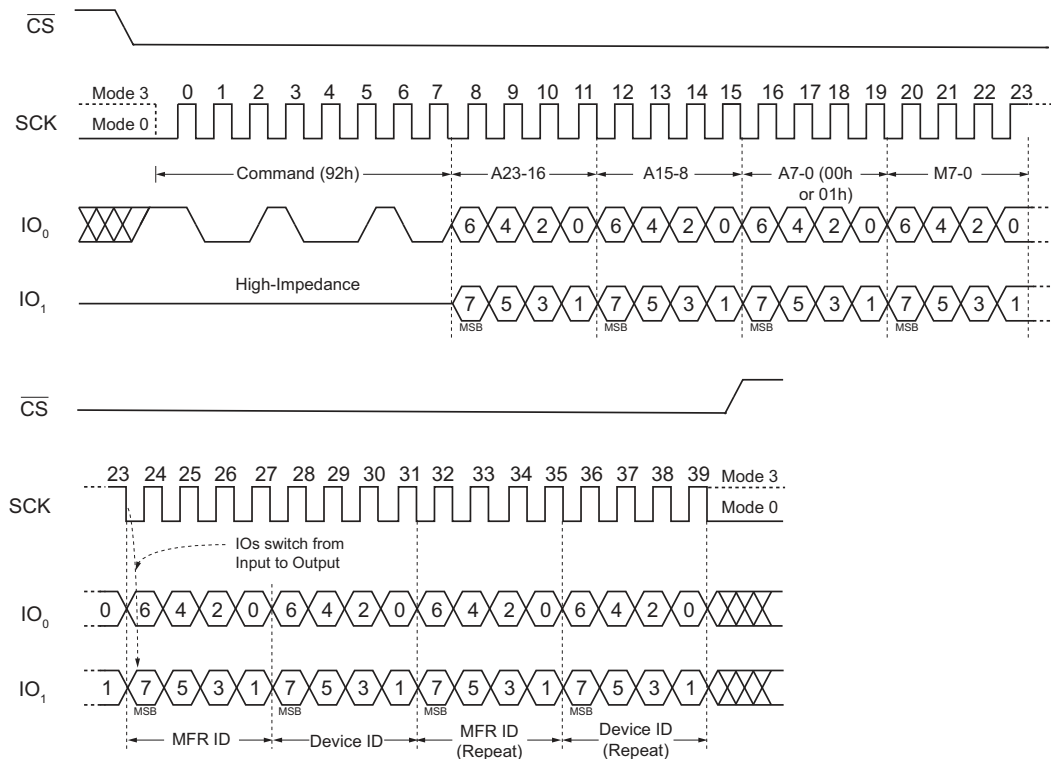 CS
Mode 3 0 1 2 3 4 5 6 7 8 9 10 11 12 13 14 15 16 17 18 19 20 21 22 23
SCK Mode 0
Command (92h) A23-16 A15-8 A7-0 (00h M7-0
or 01h)
IO0 6 4 2 0 6 4 2 0 6 4 2 0 6 4 2 0
High-Impedance
IO1 7 5 3 1 7 5 3 1 7 5 3 1 7 5 3 1
MSB MSB MSB MSB
CS
23 24 25 26 27 28 29 30 31 32 33 34 35 36 37 38 39 Mode 3
SCK Mode 0
IOs switch from
Input to Output
IO0 0 6 4 2 0 6 4 2 0 6 4 2 0 6 4 2 0
IO1 1 7 5 3 1 7 5 3 1 7 5 3 1 7 5 3 1
MSB MSB MSB MSB
MFR ID Device ID MFR ID Device ID
(Repeat) (Repeat)